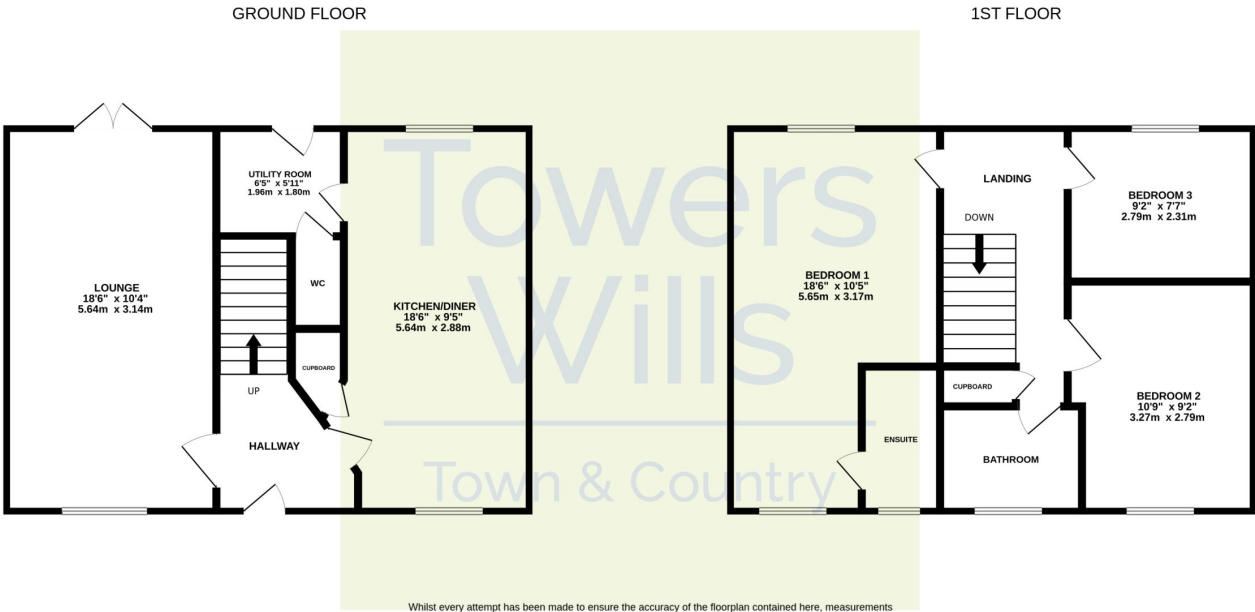 GROUND FLOOR
1ST FLOOR
UTILITY ROOM
6'5" x 5'11"
1.96m x 1.80m
LOUNGE
18'6" x 10'4"
5.64m x 3.14m
WC
KITCHEN/DINER
18'6" x 9'5"
5.64m x 2.88m
CUPBOARD
UP
HALLWAY
LANDING
DOWN
BEDROOM 3
9'2" x 7'7"
2.79m x 2.31m
BEDROOM 1
18'6" x 10'5"
5.65m x 3.17m
CUPBOARD
BEDROOM 2
10'9" x 9'2"
3.27m x 2.79m
ENSUITE
BATHROOM
Towers
Wills
Town & Country
Whilst every attempt has been made to ensure the accuracy of the floorplan contained here, measurements